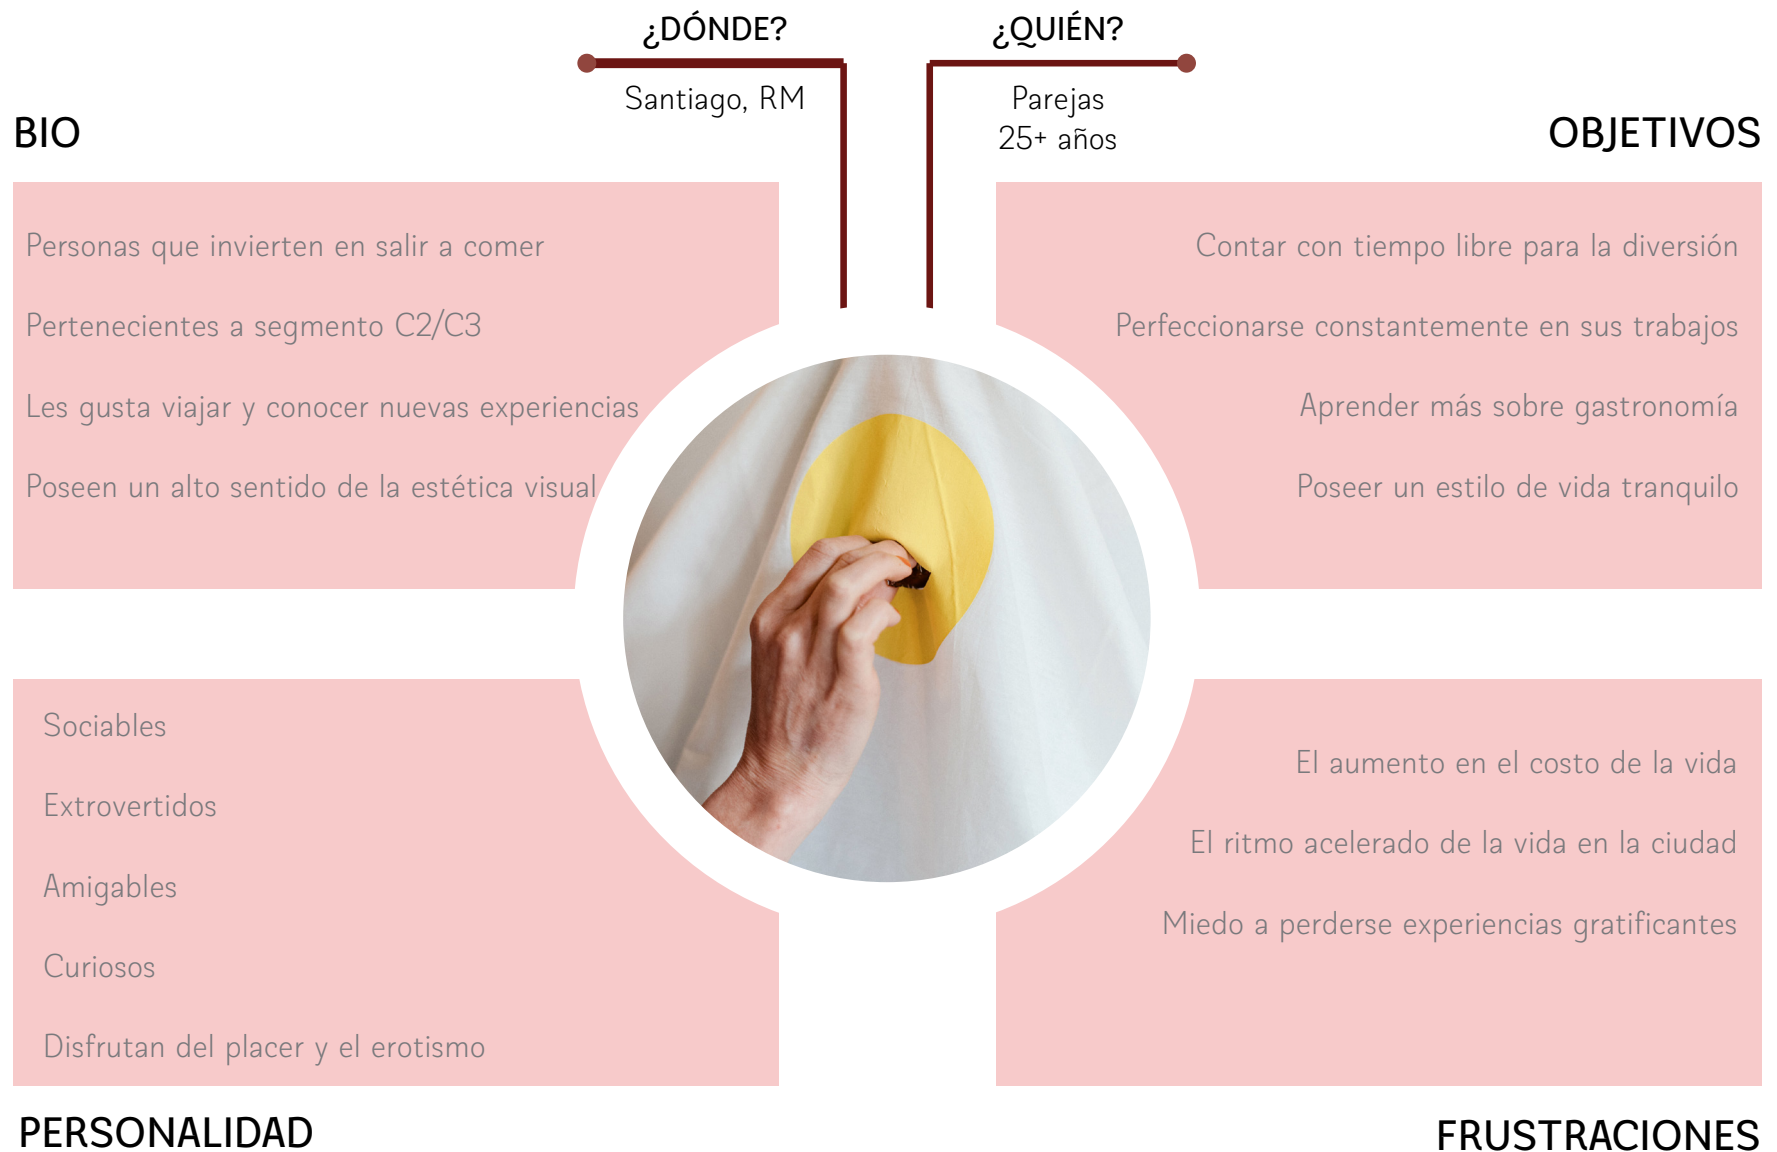 ¿DÓNDE?
Santiago, RM
¿QUIÉN?
Parejas
25+ años
BIO
Personas que invierten en salir a comer
Pertenecientes a segmento C2/C3
Les gusta viajar y conocer nuevas experiencias
Poseen un alto sentido de la estética visual
OBJETIVOS
Contar con tiempo libre para la diversión
Perfeccionarse constantemente en sus trabajos
Aprender más sobre gastronomía
Poseer un estilo de vida tranquilo
Sociables
Extrovertidos
Amigables
Curiosos
Disfrutan del placer y el erotismo
PERSONALIDAD
El aumento en el costo de la vida
El ritmo acelerado de la vida en la ciudad
Miedo a perderse experiencias gratificantes
FRUSTRACIONES